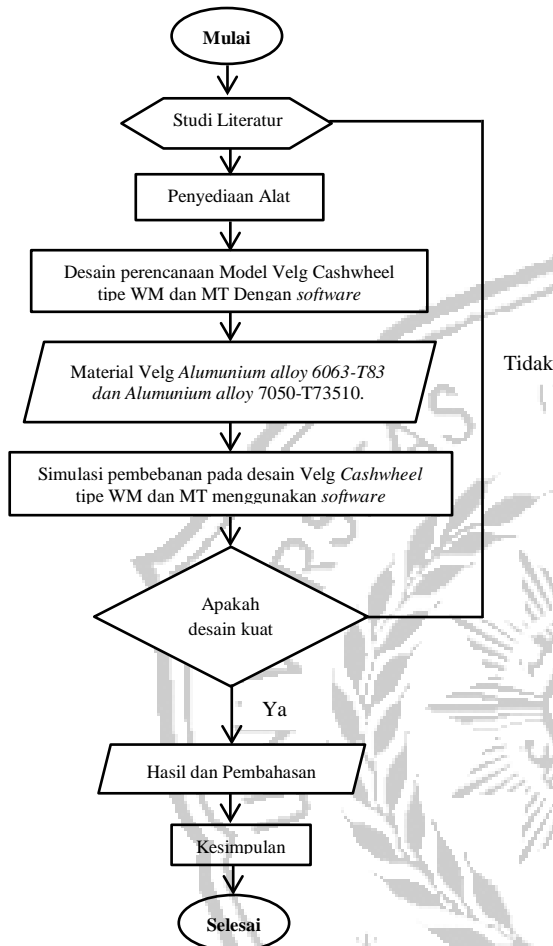 Mulai
Studi Literatur
Penyediaan Alat
Desain perencanaan Model Velg Cashwheel
tipe WM dan MT Dengan software
Tidak
Material Velg Alumunium alloy 6063-T83
dan Alumunium alloy 7050-T73510.
Simulasi pembebanan pada desain Velg Cashwheel
tipe WM dan MT menggunakan software
Apakah
desain kuat
Ya
Hasil dan Pembahasan
Kesimpulan
Selesai